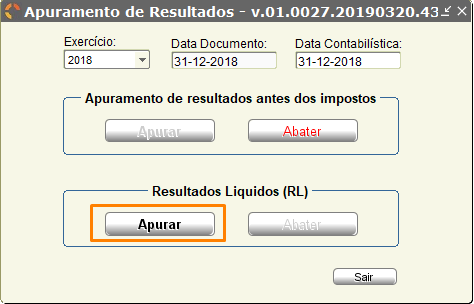 Apuramento de Resultados - v.01.0027.20190320.43
Exercício: Data Documento: Data Contabilística:
2018 31-12-2018 31-12-2018
Apuramento de resultados antes dos impostos
Apurar Abater
Resultados Liquidos (RL)
Apurar Abater
Sair